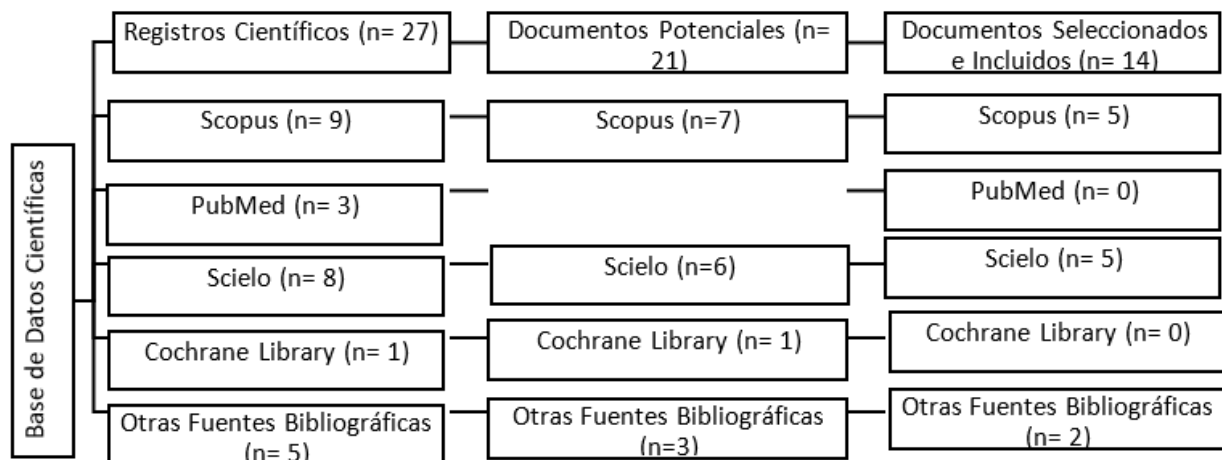 Base de Datos Científicas
Registros Científicos (n= 27)
Documentos Potenciales (n=
21)
Documentos Seleccionados
e Incluidos (n= 14)
Scopus (n= 9)
Scopus (n=7)
Scopus (n= 5)
PubMed (n= 3)
PubMed (n= 0)
Scielo (n= 8)
Scielo (n=6)
Scielo (n= 5)
Cochrane Library (n= 1)
Cochrane Library (n= 1)
Cochrane Library (n= 0)
Otras Fuentes Bibliográficas
(n= 5)
Otras Fuentes Bibliográficas
(n=3)
Otras Fuentes Bibliográficas
(n= 2)